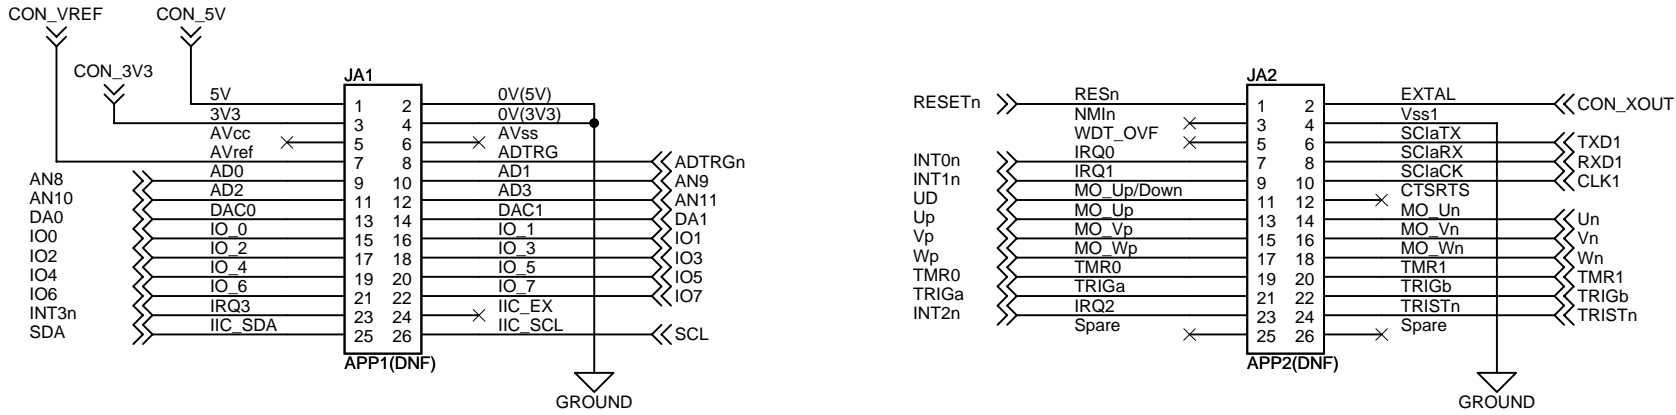 CON_VREF
CON_5V
CON_3V3
JA1
5V 1 2 0V(5V)
3V3 3 4 0V(3V3)
AVcc 5 6 AVss
AVref 7 8 ADTRG ADTRGn
AN8 AD0 9 10 AD1 AN9
AN10 AD2 11 12 AD3 AN11
DA0 DAC0 13 14 DAC1 DA1
IO0 IO_0 15 16 IO_1 IO1
IO2 IO_2 17 18 IO_3 IO3
IO4 IO_4 19 20 IO_5 IO5
IO6 IO_6 21 22 IO_7 IO7
INT3n IRQ3 23 24 IIC_EX
SDA IIC_SDA 25 26 IIC_SCL SCL
APP1(DNF)
GROUND
JA2
RESETn RESn 1 2 EXTAL CON_XOUT
NMIn 3 4 Vss1
WDT_OVF 5 6 SCIaTX TXD1
INT0n IRQ0 7 8 SCIaRX RXD1
INT1n IRQ1 9 10 SCIaCK CLK1
UD MO_Up/Down 11 12 CTSRTS
Up MO_Up 13 14 MO_Un Un
Vp MO_Vp 15 16 MO_Vn Vn
Wp MO_Wp 17 18 MO_Wn Wn
TMR0 TMR0 19 20 TMR1 TMR1
TRIGa TRIGa 21 22 TRIGb TRIGb
INT2n IRQ2 23 24 TRISTn TRISTn
Spare 25 26 Spare
APP2(DNF)
GROUND